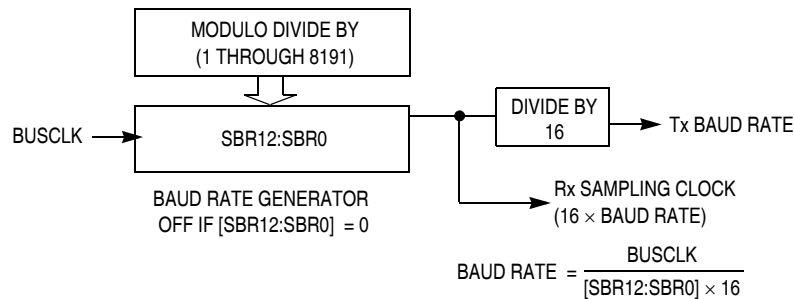 MODULO DIVIDE BY
(1 THROUGH 8191)
BUSCLK
SBR12:SBR0
DIVIDE BY
16
Tx BAUD RATE
BAUD RATE GENERATOR
OFF IF [SBR12:SBR0] = 0
Rx SAMPLING CLOCK
(16 × BAUD RATE)
BAUD RATE =
BUSCLK
[SBR12:SBR0] × 16